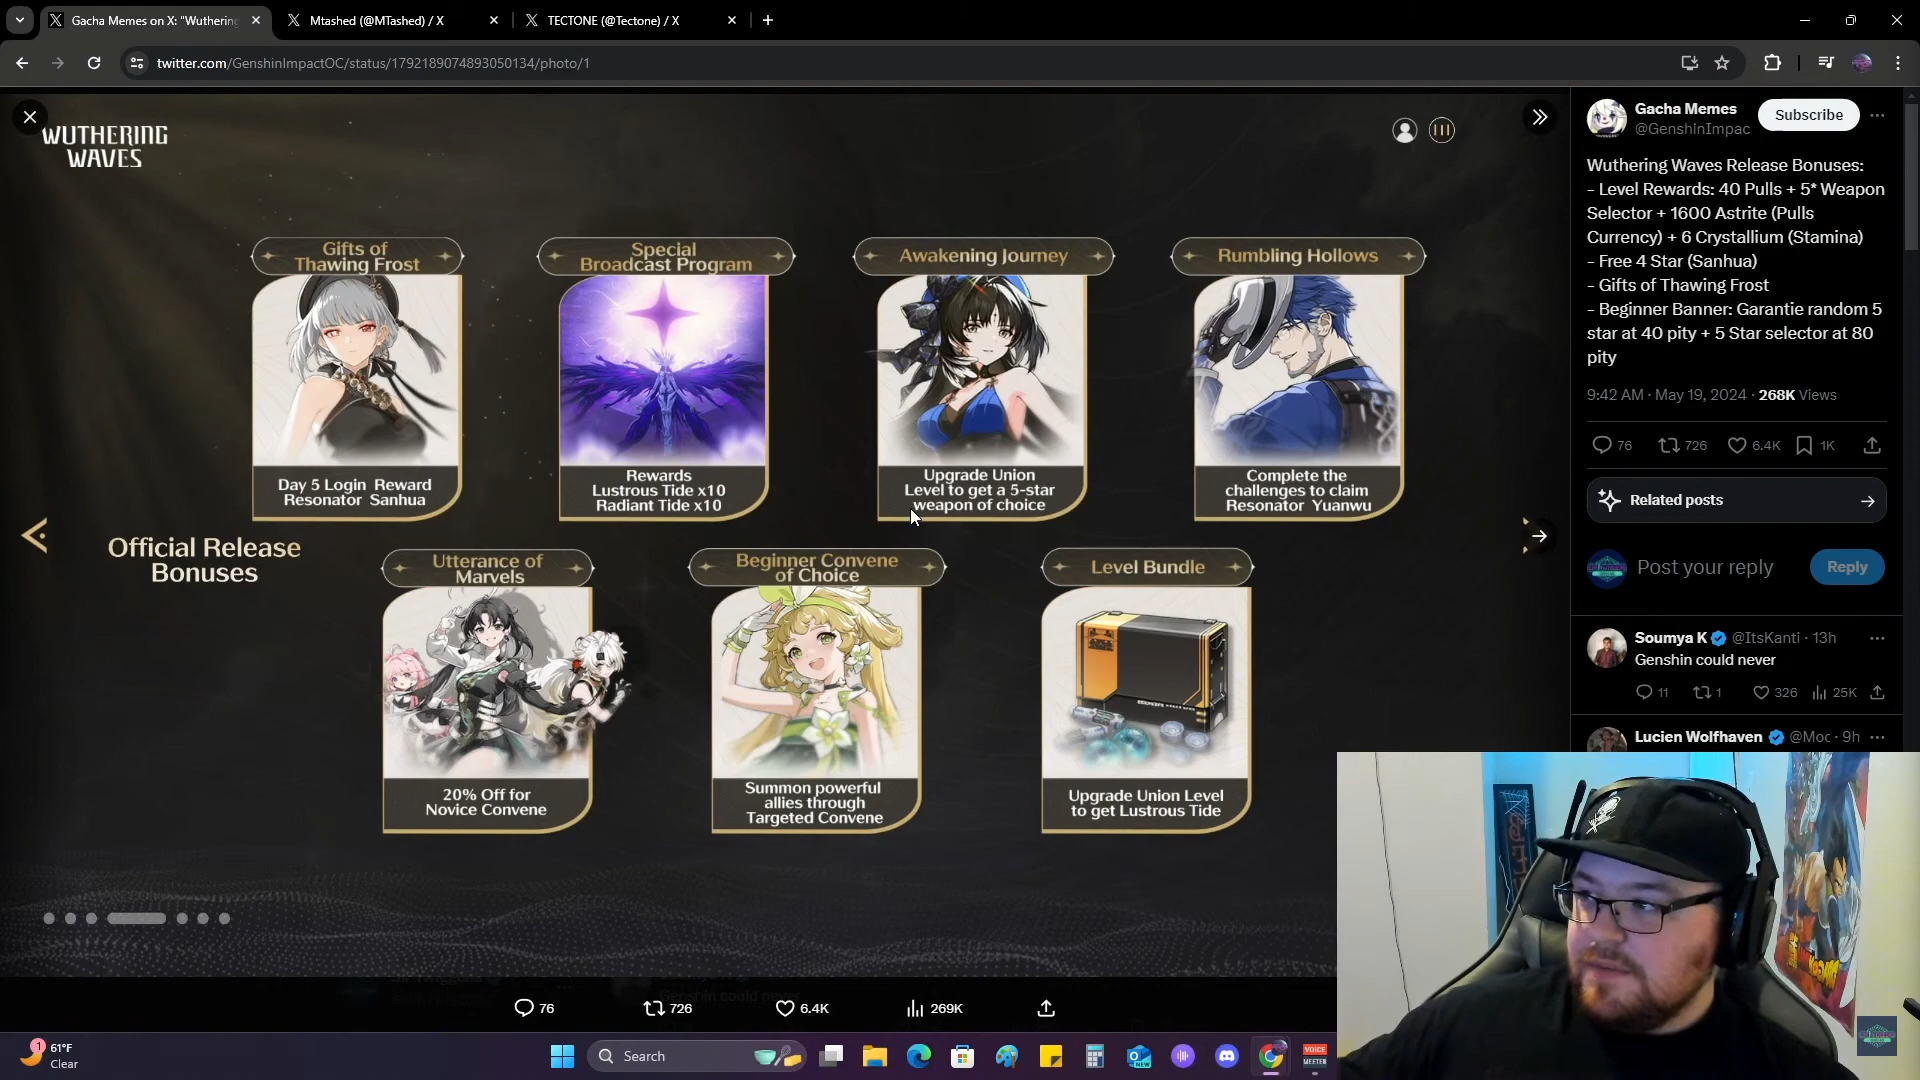 Gacha Memes on X: "Wuthering
Mtashed (@MTashed) / X
TECTONE (@Tectone) / X
twitter.com/GenshinImpactOC/status/1792189074893050134/photo/1
WUTHERING
WAVES
Gifts of
Thawing Frost
Day 5 Login Reward
Resonator Sanhua
Special
Broadcast Program
Rewards
Lustrous Tide x10
Radiant Tide x10
Awakening Journey
Upgrade Union
Level to get a 5-star
weapon of choice
Rumbling Hollows
Complete the
challenges to claim
Resonator Yuanwu
Official Release
Bonuses
Utterance of
Marvels
20% Off for
Novice Convene
Beginner Convene
of Choice
Summon powerful
allies through
Targeted Convene
Level Bundle
Upgrade Union Level
to get Lustrous Tide
76
726
6.4K
269K
Gacha Memes
@GenshinImpac
Subscribe
Wuthering Waves Release Bonuses:
- Level Rewards: 40 Pulls + 5* Weapon
Selector + 1600 Astrite (Pulls
Currency) + 6 Crystallium (Stamina)
- Free 4 Star (Sanhua)
- Gifts of Thawing Frost
- Beginner Banner: Garantie random 5
star at 40 pity + 5 Star selector at 80
pity
9:42 AM · May 19, 2024 · 268K Views
76 726 6.4K 1K
Related posts
Post your reply
Reply
Soumya K @ItsKanti · 13h
Genshin could never
11 1 326 25K
Lucien Wolfhaven @Moc · 9h
1
61°F
Clear
Search
NEW
VOICE
MEETER